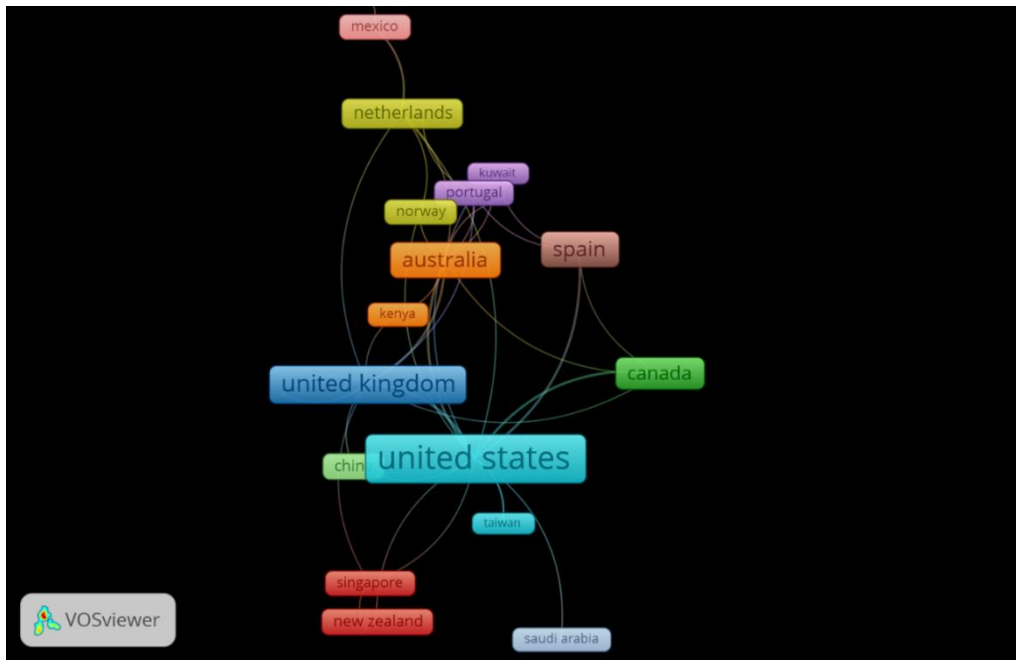 mexico
netherlands
kuwait
portugal
norway
spain
australia
kenya
canada
united kingdom
united states
chin
taiwan
singapore
new zealand
saudi arabia
VOSviewer